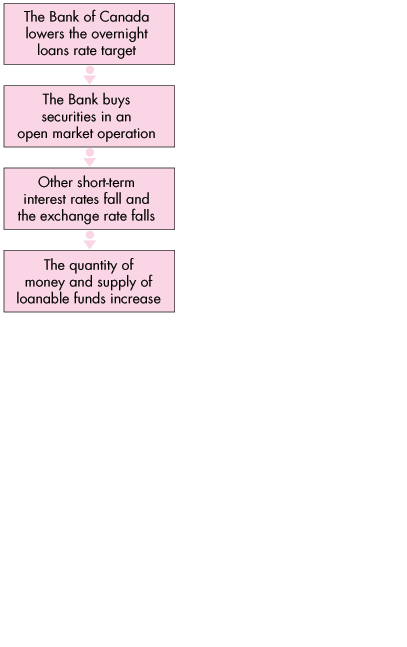 The Bank of Canada
lowers the overnight
loans rate target
The Bank buys
securities in an
open market operation
Other short-term
interest rates fall and
the exchange rate falls
The quantity of
money and supply of
loanable funds increase